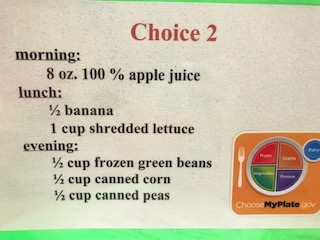 Choice 2
morning:
8 oz. 100 % apple juice
lunch:
½ banana
1 cup shredded lettuce
evening:
½ cup frozen green beans
½ cup canned corn
½ cup canned peas
Dairy
Fruits
Grains
Vegetables
Protein
ChooseMyPlate.gov